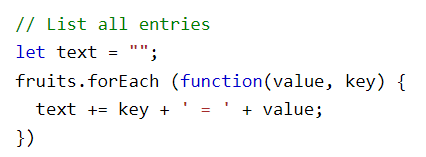 // List all entries
let text = "";
fruits.forEach (function(value, key) {
  text += key + ' = ' + value;
})